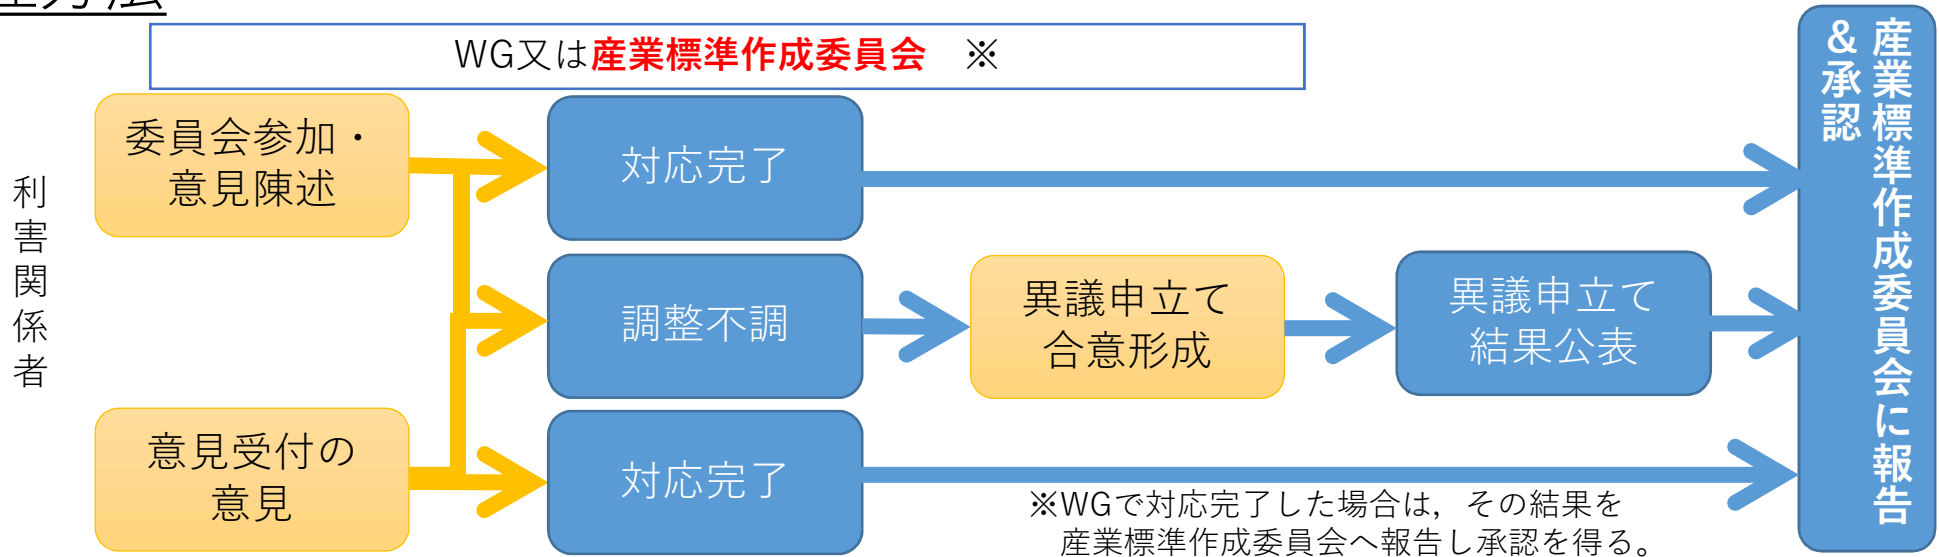 方法
WG又は産業標準作成委員会　※
利害関係者
委員会参加・
意見陳述
対応完了
調整不調
異議申立て
合意形成
異議申立て
結果公表
意見受付の
意見
対応完了
産業標準作成委員会に報告
&承認
※WGで対応完了した場合は，その結果を
産業標準作成委員会へ報告し承認を得る。